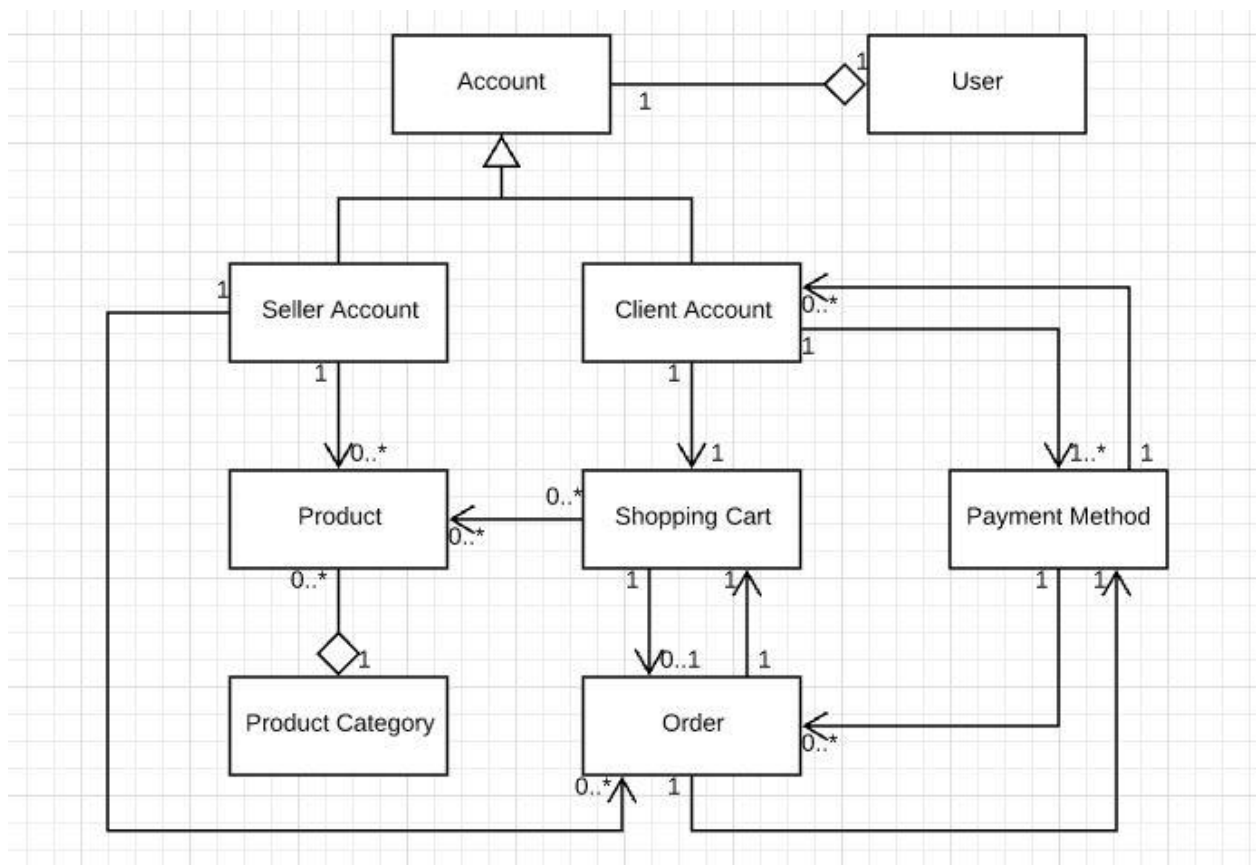 Account
1
1
User
1
Seller Account
Client Account
0..*
1
1
1
0..*
1
1..*
1
Product
0..*
0..*
Shopping Cart
Payment Method
0..*
1
1
1
1
1
0..1
1
Product Category
Order
0..*
0..*
1